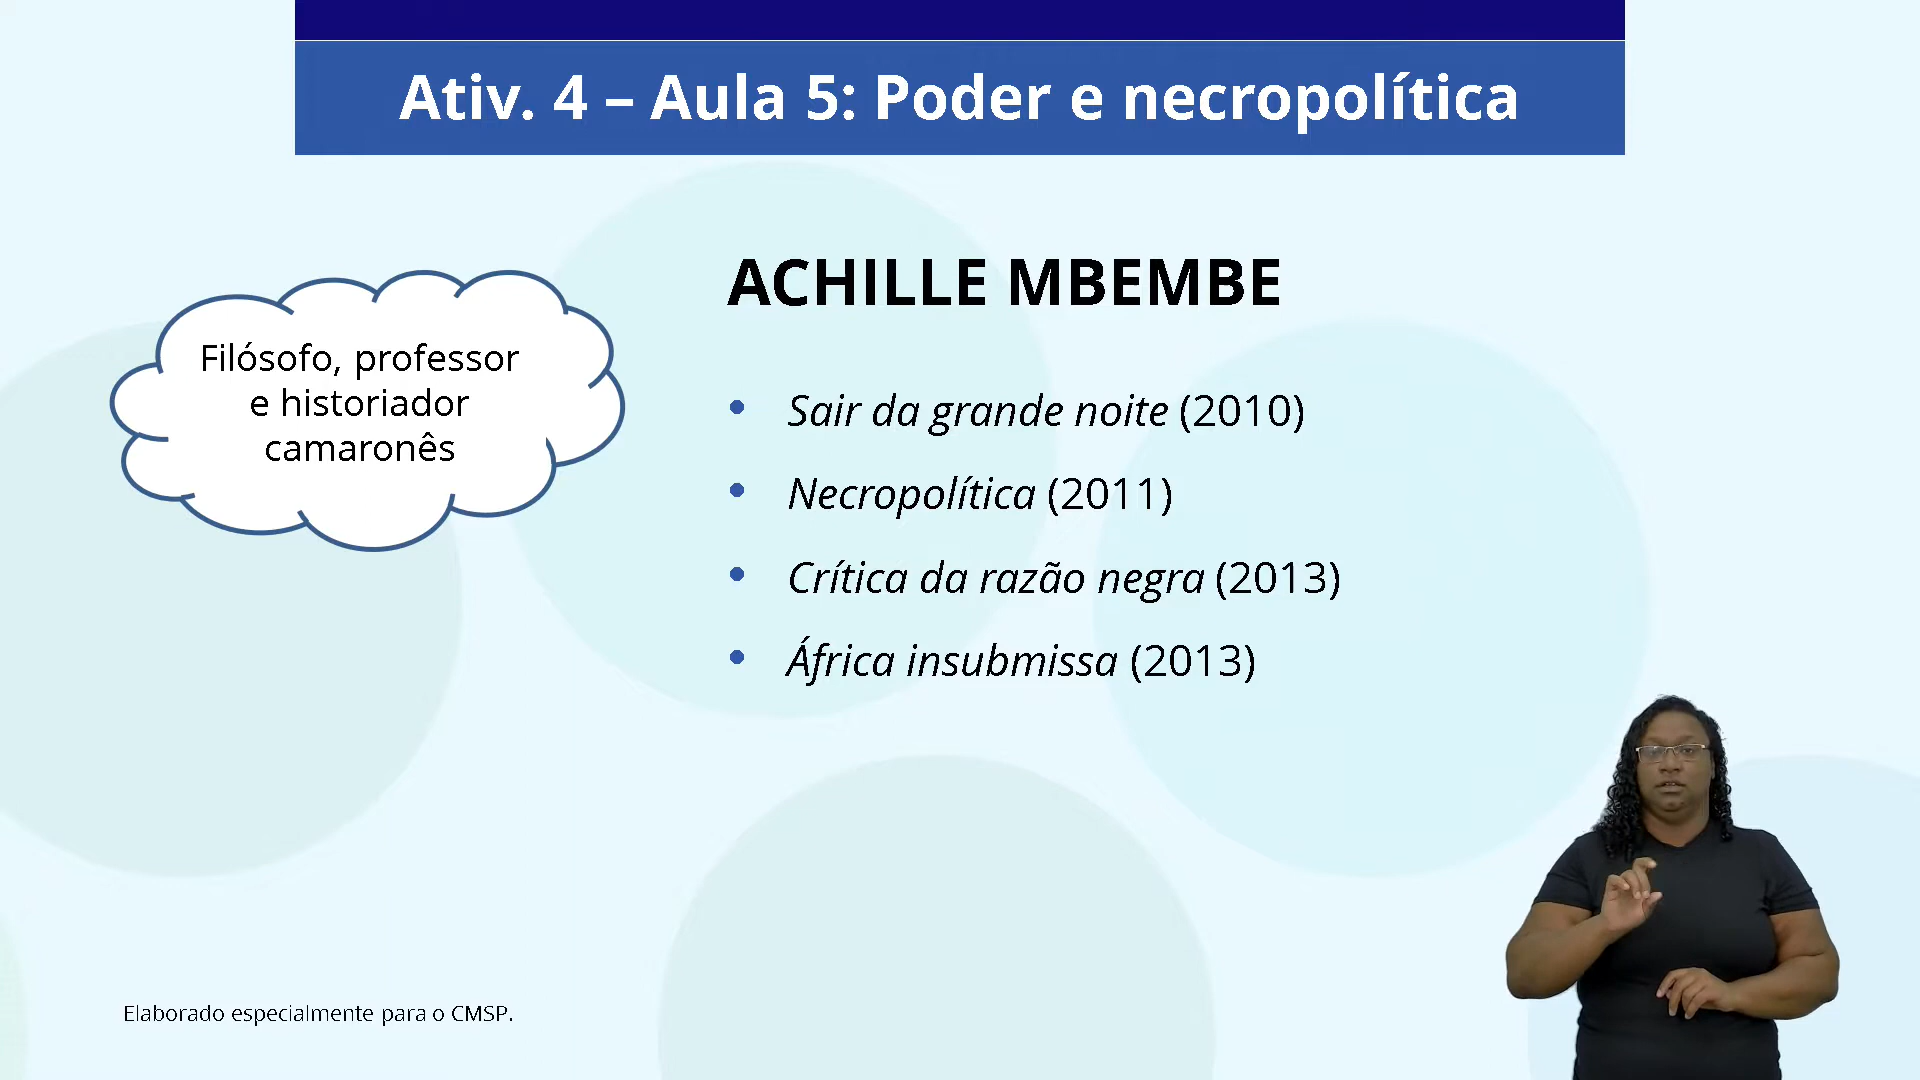 Ativ. 4 – Aula 5: Poder e necropolítica
Filósofo, professor
e historiador
camaronês
ACHILLE MBEMBE
• Sair da grande noite (2010)
• Necropolítica (2011)
• Crítica da razão negra (2013)
• África insubmissa (2013)
Elaborado especialmente para o CMSP.